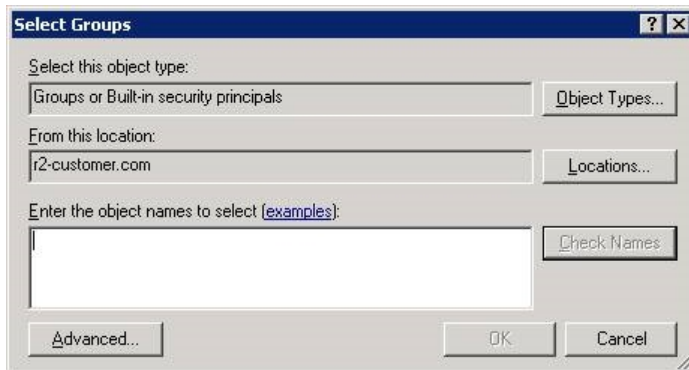 Select Groups
Select this object type:
Groups or Built-in security principals
Object Types...
From this location:
r2-customer.com
Locations...
Enter the object names to select (examples):
Check Names
Advanced...
OK
Cancel